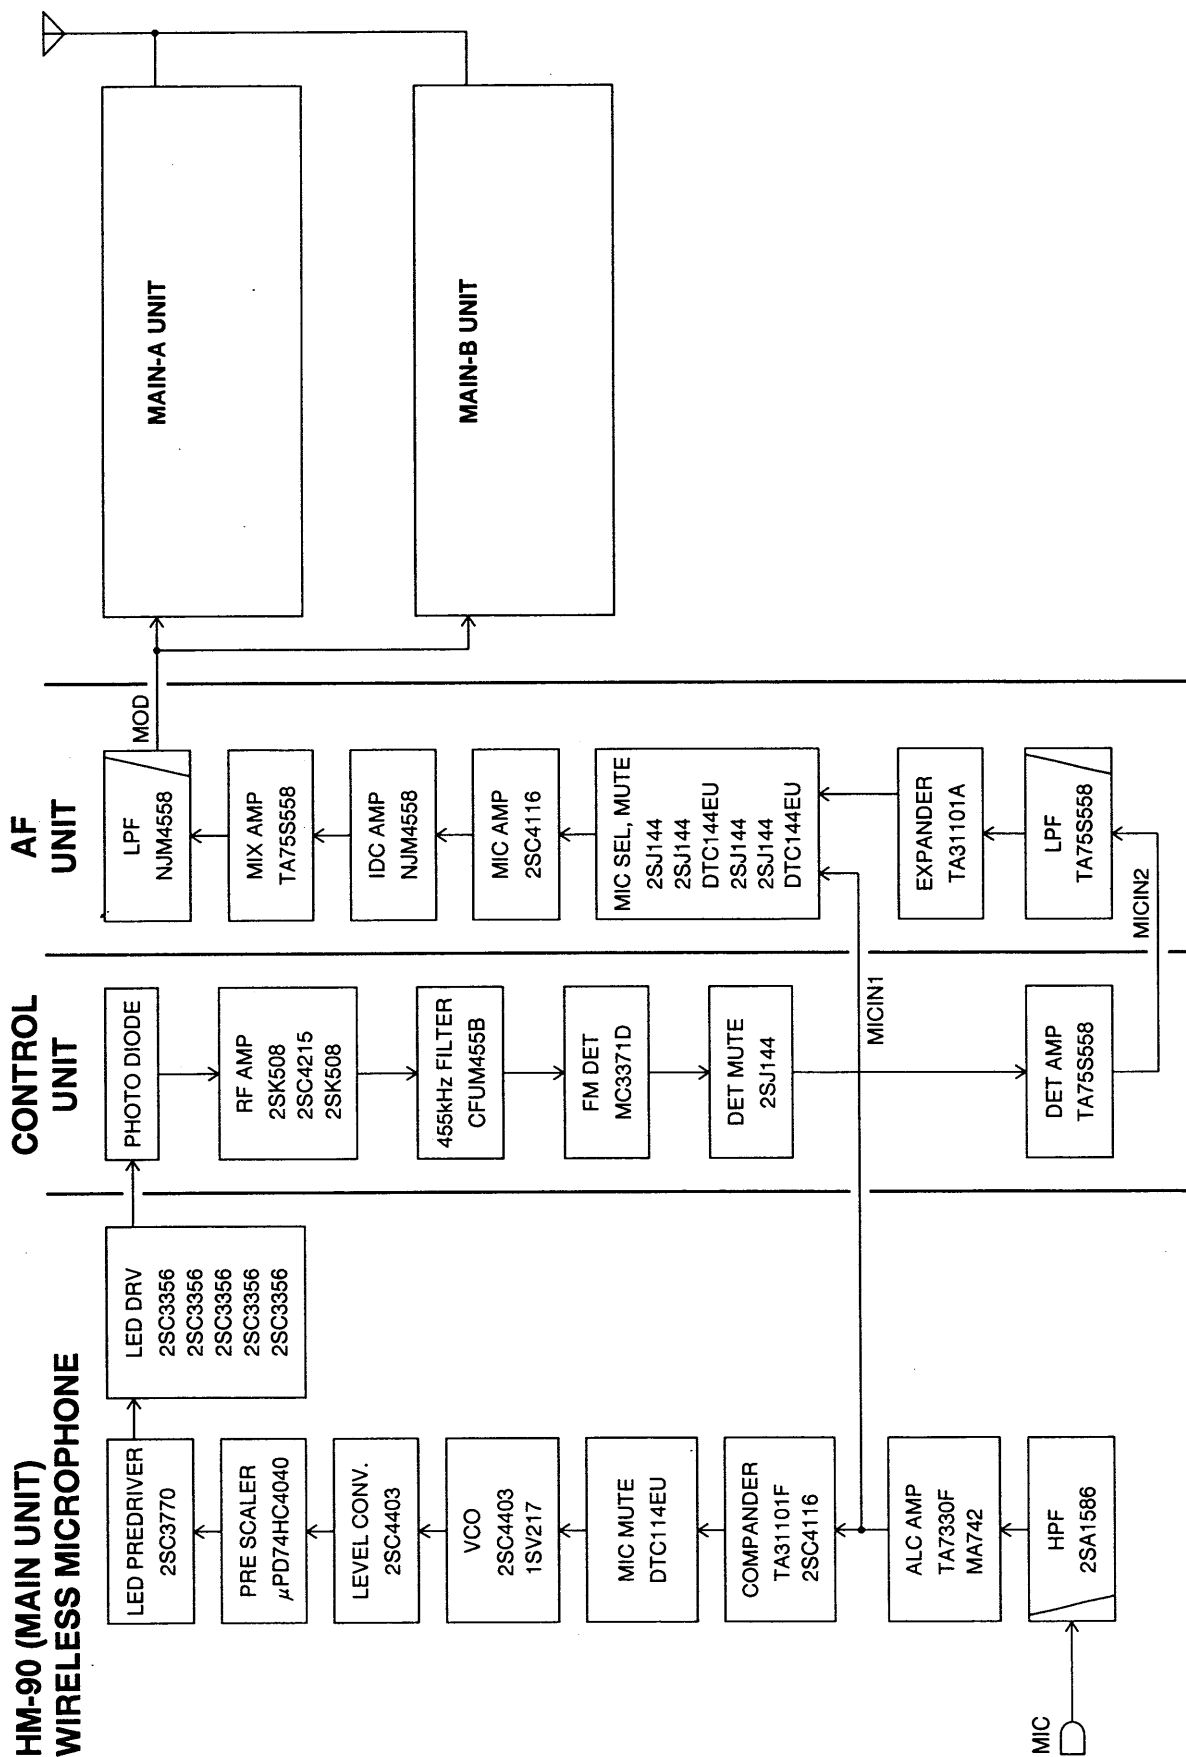 HM-90 (MAIN UNIT)
WIRELESS MICROPHONE
LED PREDRIVER
2SC3770
LED DRV
2SC3356
2SC3356
2SC3356
2SC3356
2SC3356
PRE SCALER
µPD74HC4040
LEVEL CONV.
2SC4403
VCO
2SC4403
1SV217
MIC MUTE
DTC114EU
COMPANDER
TA31101F
2SC4116
ALC AMP
TA7330F
MA742
HPF
2SA1586
MIC
CONTROL
UNIT
PHOTO DIODE
RF AMP
2SK508
2SC4215
2SK508
455kHz FILTER
CFUM455B
FM DET
MC3371D
DET MUTE
2SJ144
MICIN1
DET AMP
TA75S558
MICIN2
AF
UNIT
LPF
NJM4558
MOD
MIX AMP
TA75S558
IDC AMP
NJM4558
MIC AMP
2SC4116
MIC SEL, MUTE
2SJ144
2SJ144
DTC144EU
2SJ144
2SJ144
DTC144EU
EXPANDER
TA31101A
LPF
TA75S558
MAIN-A UNIT
MAIN-B UNIT